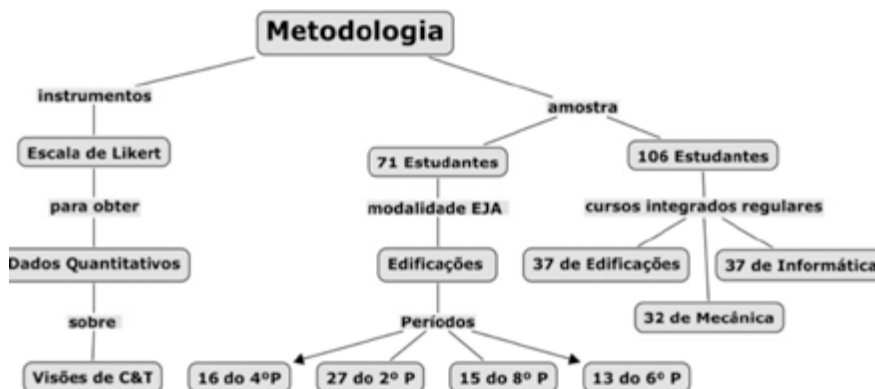 Metodologia
instrumentos
amostra
Escala de Likert
71 Estudantes
106 Estudantes
para obter
modalidade EJA
cursos integrados regulares
Dados Quantitativos
Edificações
37 de Edificações
37 de Informática
32 de Mecânica
sobre
Períodos
Visões de C&T
16 do 4ºP
27 do 2º P
15 do 8º P
13 do 6º P